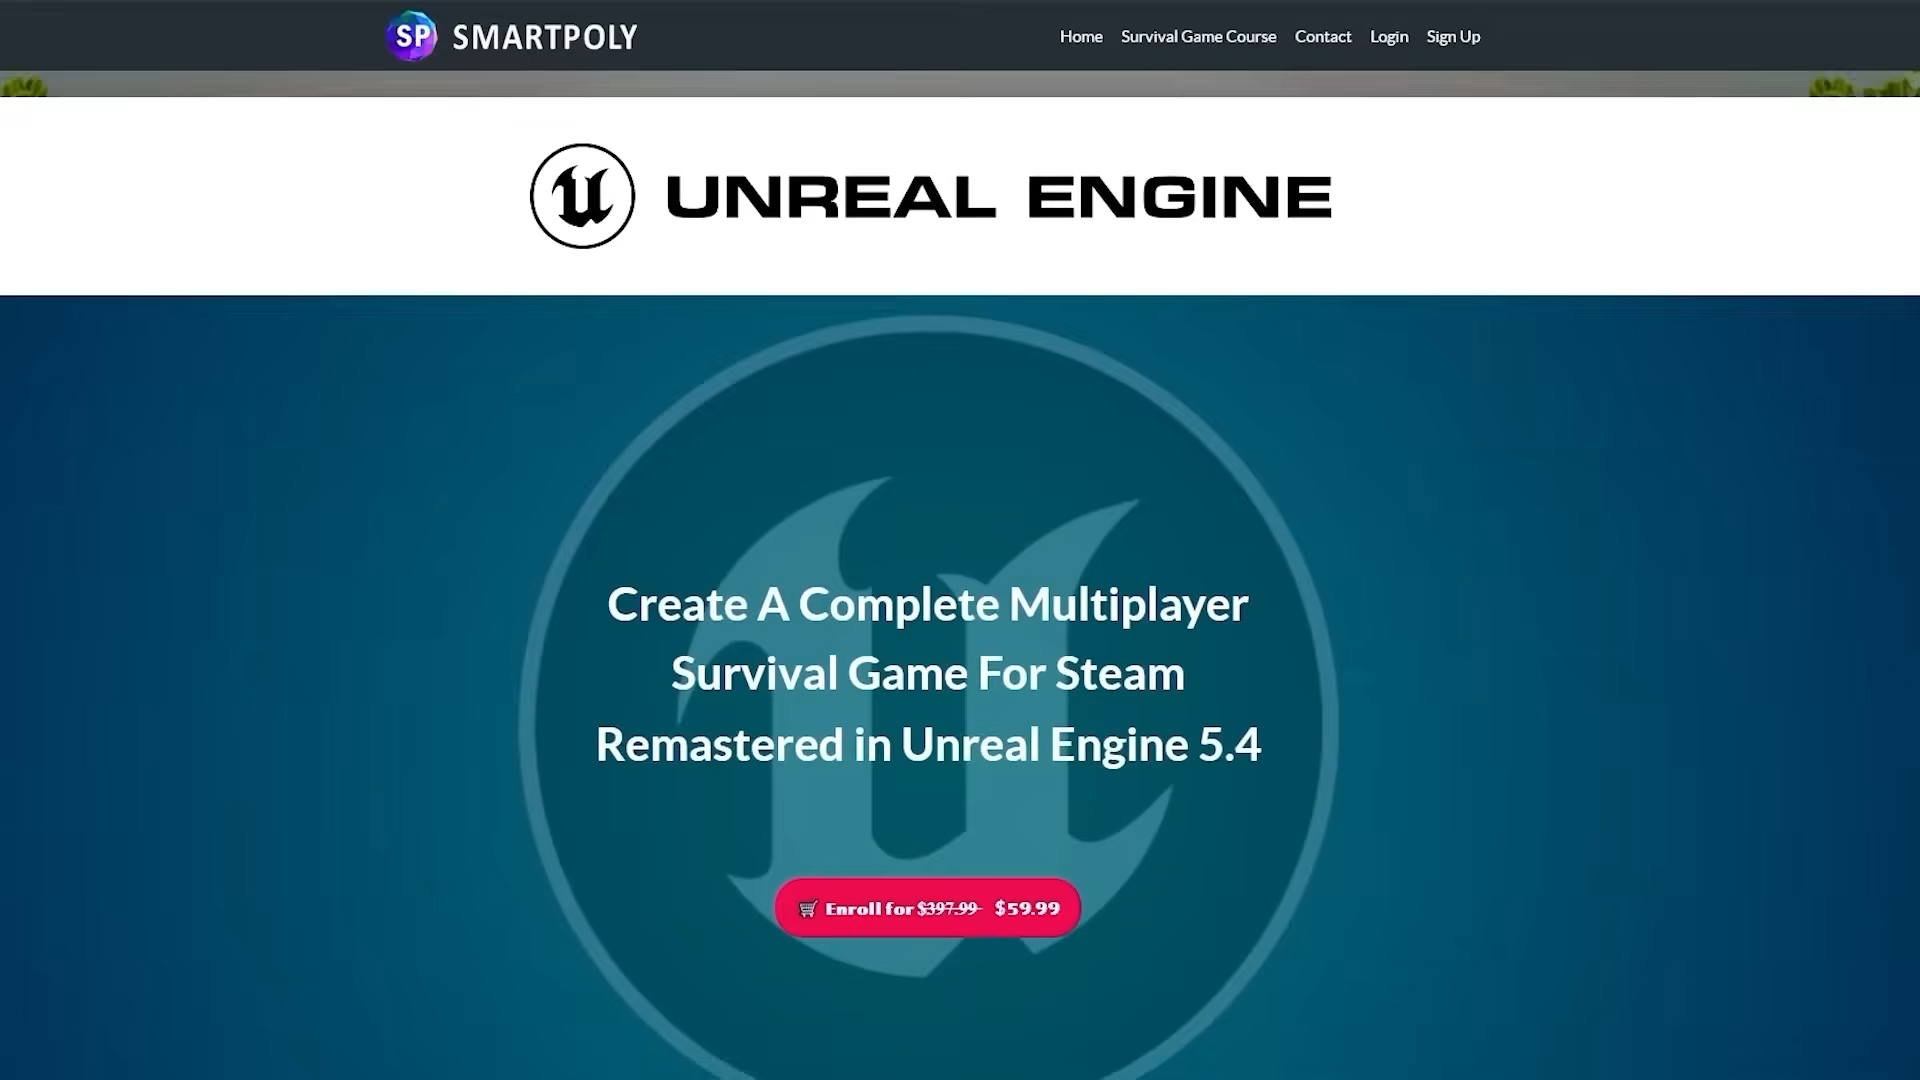 SP SMARTPOLY
Home Survival Game Course Contact Login Sign Up
UNREAL ENGINE
Create A Complete Multiplayer
Survival Game For Steam
Remastered in Unreal Engine 5.4
Enroll for $397.99 $59.99